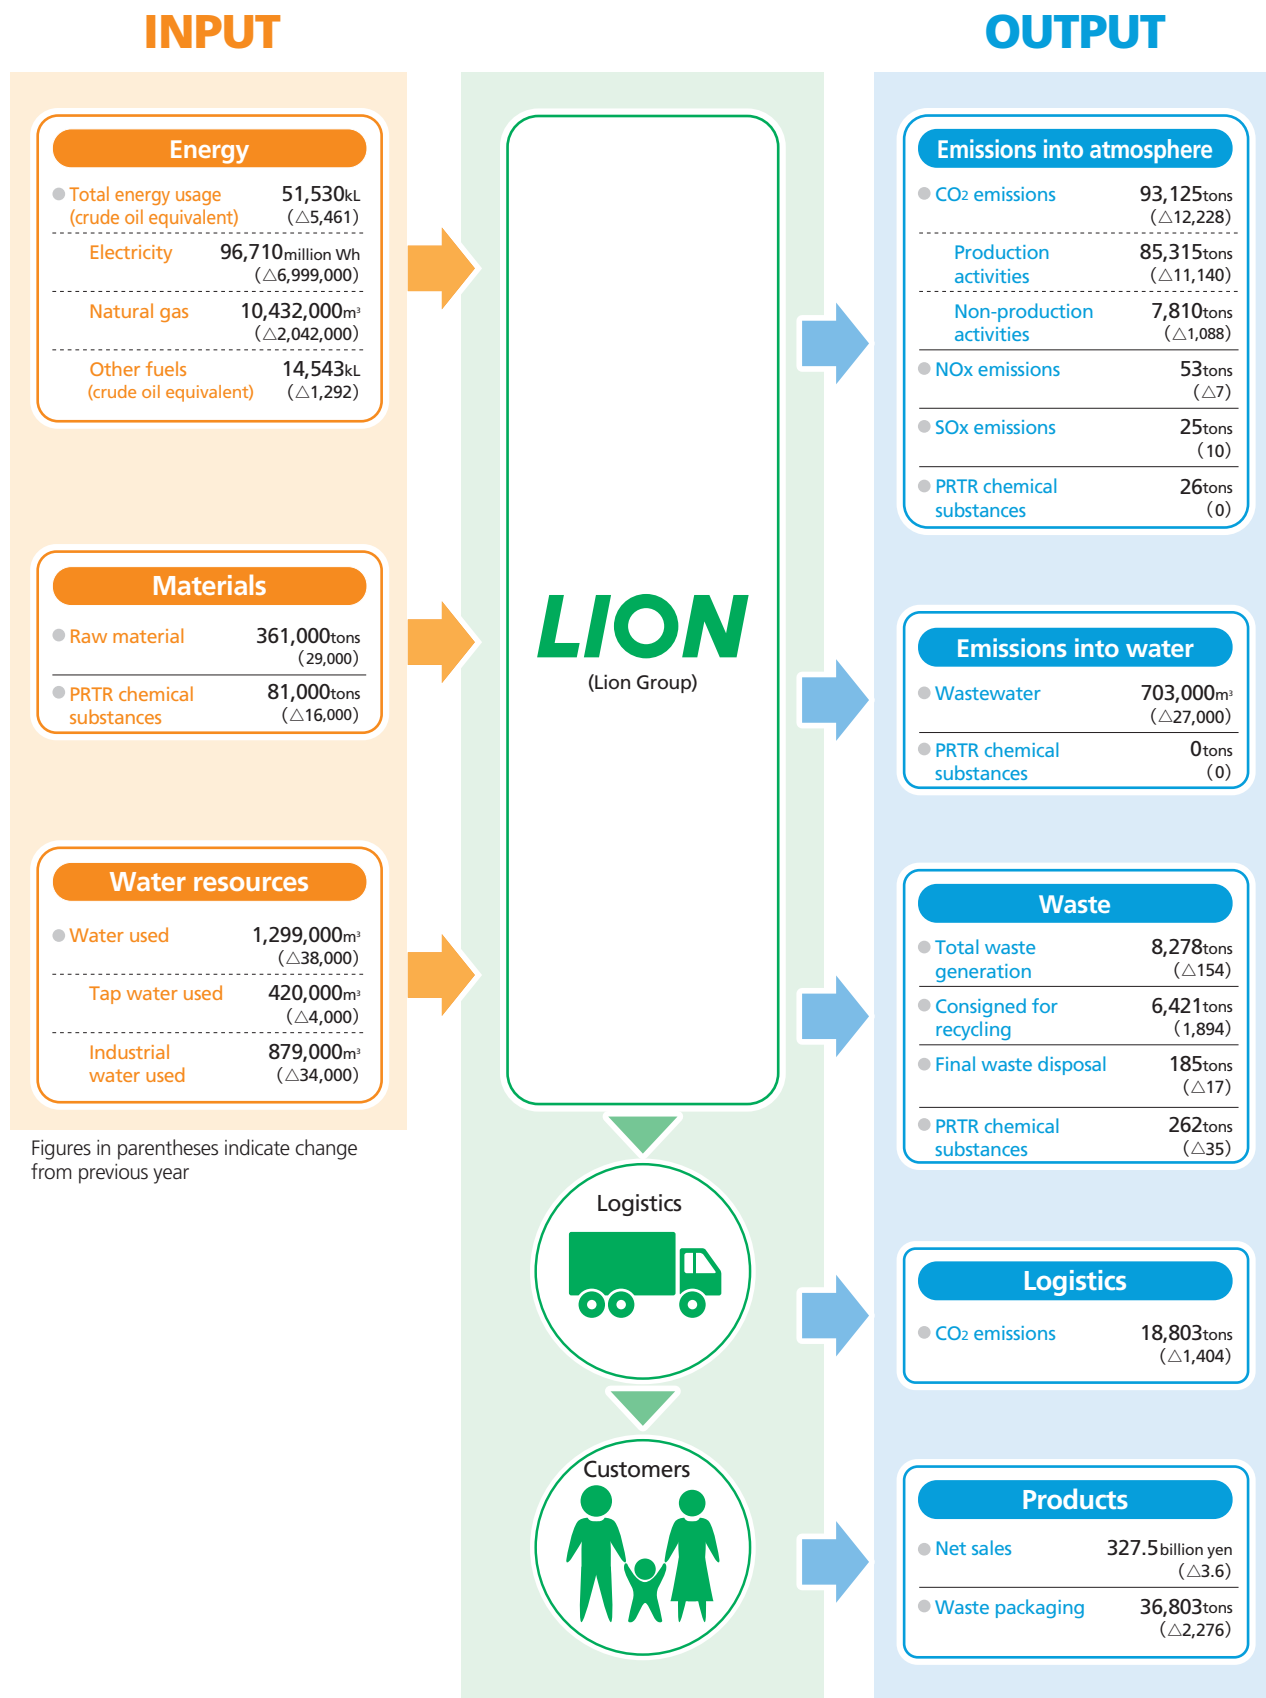 INPUT
Energy
Total energy usage 51,530kL
(crude oil equivalent) (△5,461)
Electricity 96,710million Wh
(△6,999,000)
Natural gas 10,432,000m³
(△2,042,000)
Other fuels 14,543kL
(crude oil equivalent) (△1,292)
Materials
Raw material 361,000tons
(29,000)
PRTR chemical 81,000tons
substances (△16,000)
Water resources
Water used 1,299,000m³
(△38,000)
Tap water used 420,000m³
(△4,000)
Industrial 879,000m³
water used (△34,000)
Figures in parentheses indicate change
from previous year
LION
(Lion Group)
Logistics
Customers
OUTPUT
Emissions into atmosphere
CO2 emissions 93,125tons
(△12,228)
Production 85,315tons
activities (△11,140)
Non-production 7,810tons
activities (△1,088)
NOx emissions 53tons
(△7)
SOx emissions 25tons
(10)
PRTR chemical 26tons
substances (0)
Emissions into water
Wastewater 703,000m³
(△27,000)
PRTR chemical 0tons
substances (0)
Waste
Total waste 8,278tons
generation (△154)
Consigned for 6,421tons
recycling (1,894)
Final waste disposal 185tons
(△17)
PRTR chemical 262tons
substances (△35)
Logistics
CO2 emissions 18,803tons
(△1,404)
Products
Net sales 327.5billion yen
(△3.6)
Waste packaging 36,803tons
(△2,276)